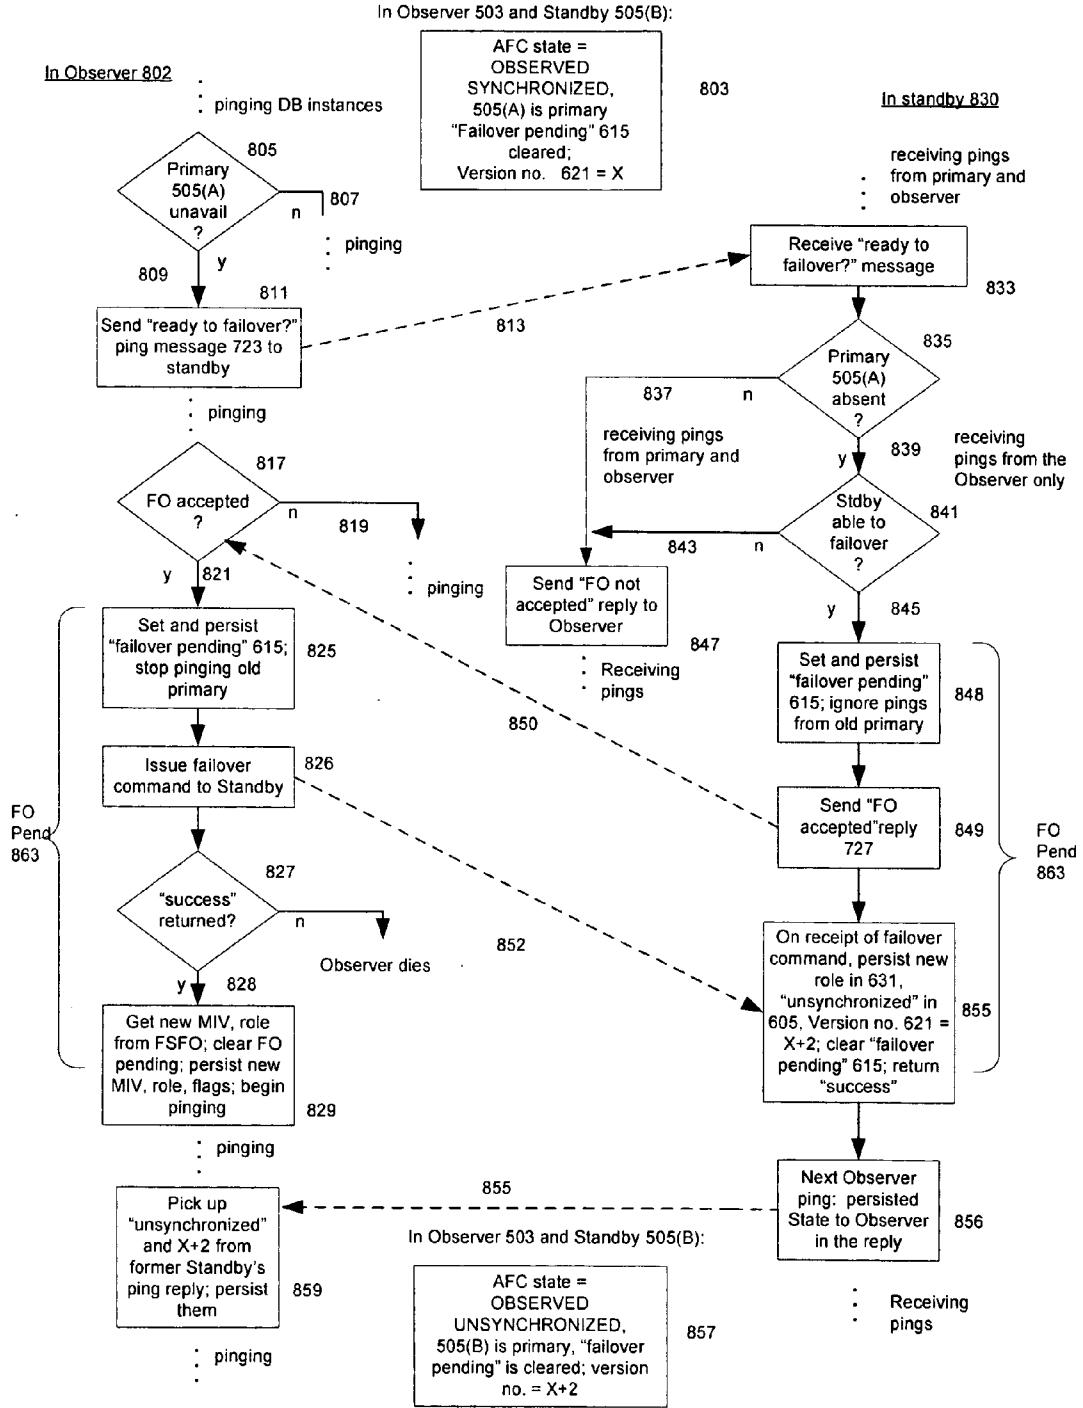 In Observer 503 and Standby 505(B):
AFC state =
OBSERVED
SYNCHRONIZED,
505(A) is primary
“Failover pending” 615
cleared;
Version no. 621 = X
803
In Observer 802
pinging DB instances
805
Primary
505(A)
unavail
?
n
807
pinging
y
809
811
Send “ready to failover?”
ping message 723 to
standby
813
pinging
817
FO accepted
?
n
819
pinging
y
821
Set and persist
“failover pending” 615;
stop pinging old
primary
825
Issue failover
command to Standby
826
827
“success”
returned?
n
Observer dies
y
828
Get new MIV, role
from FSFO; clear FO
pending; persist new
MIV, role, flags; begin
pinging
829
FO
Pend
863
pinging
Pick up
“unsynchronized”
and X+2 from
former Standby’s
ping reply; persist
them
859
pinging
In standby 830
receiving pings
from primary and
observer
Receive “ready to
failover?” message
833
835
Primary
505(A)
absent
?
n
837
receiving pings
from primary and
observer
y
839
receiving
pings from the
Observer only
Stdby
able to
failover
?
841
n
843
Send “FO not
accepted” reply to
Observer
847
Receiving
pings
y
845
Set and persist
“failover pending”
615; ignore pings
from old primary
848
850
Send “FO
accepted”reply
727
849
FO
Pend
863
852
On receipt of failover
command, persist new
role in 631,
“unsynchronized” in
605, Version no. 621 =
X+2; clear “failover
pending” 615; return
“success”
855
Next Observer
ping: persisted
State to Observer
in the reply
856
855
Receiving
pings
In Observer 503 and Standby 505(B):
AFC state =
OBSERVED
UNSYNCHRONIZED,
505(B) is primary, “failover
pending” is cleared; version
no. = X+2
857